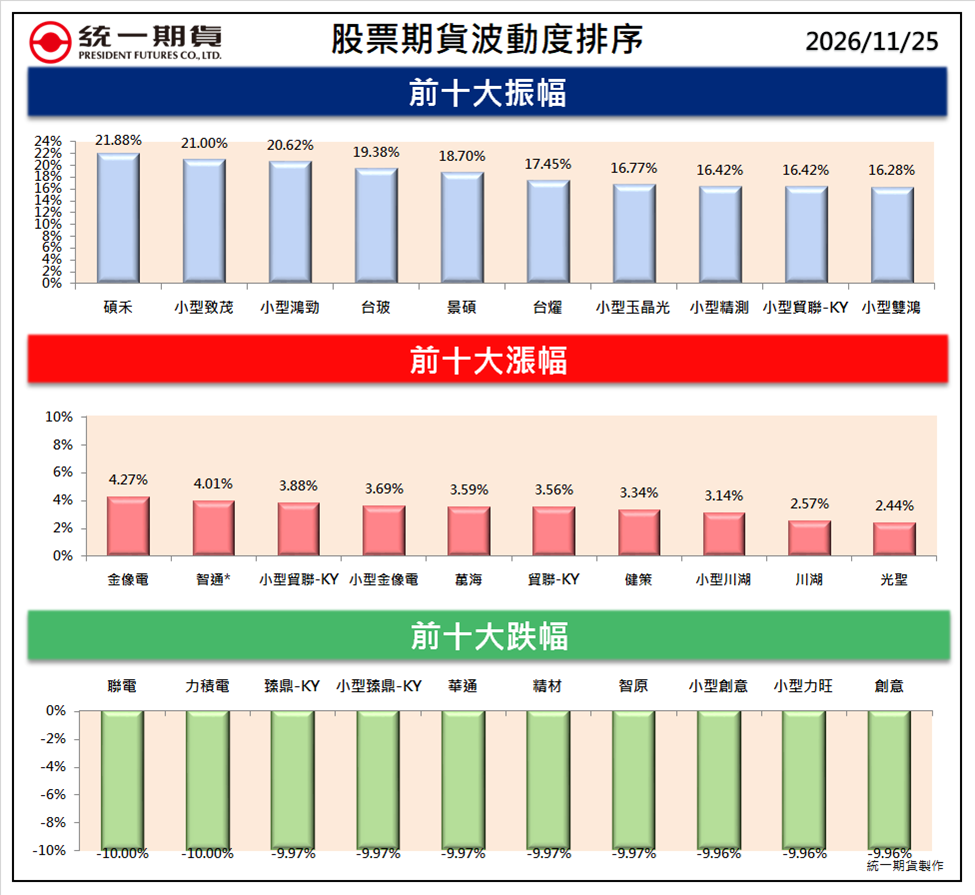 統一期貨
PRESIDENT FUTURES CO., LTD.
股票期貨波動度排序
2026/11/25
前十大振幅
24%
22%
20%
18%
16%
14%
12%
10%
8%
6%
4%
2%
0%
21.88% 21.00% 20.62% 19.38% 18.70% 17.45% 16.77% 16.42% 16.42% 16.28%
碩禾 小型致茂 小型鴻勁 台玻 景碩 台燿 小型玉晶光 小型精測 小型貿聯-KY 小型雙鴻
前十大漲幅
10%
8%
6%
4%
2%
0%
4.27% 4.01% 3.88% 3.69% 3.59% 3.56% 3.34% 3.14% 2.57% 2.44%
金像電 智通* 小型貿聯-KY 小型金像電 萬海 貿聯-KY 健策 小型川湖 川湖 光聖
前十大跌幅
聯電 力積電 臻鼎-KY 小型臻鼎-KY 華通 精材 智原 小型創意 小型力旺 創意
0%
-2%
-4%
-6%
-8%
-10%
-10.00% -10.00% -9.97% -9.97% -9.97% -9.97% -9.97% -9.96% -9.96% -9.96%
統一期貨製作